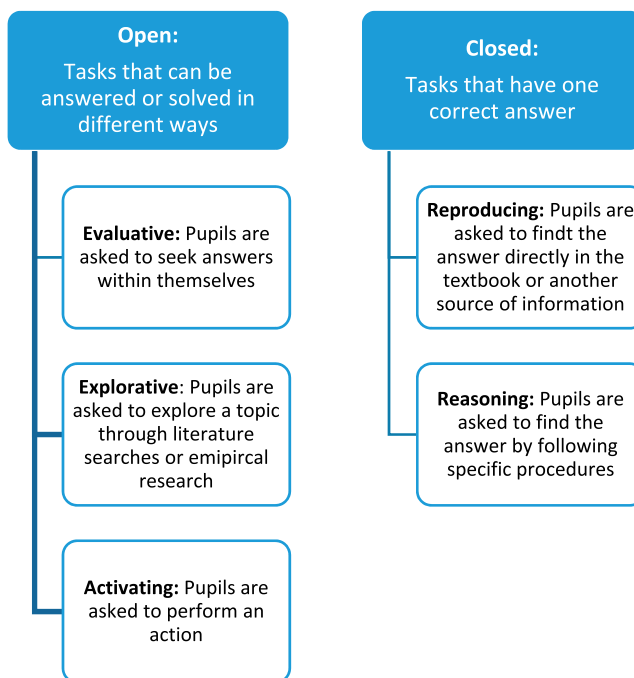 Open:
Tasks that can be
answered or solved in
different ways
Evaluative: Pupils are
asked to seek answers
within themselves
Explorative: Pupils are
asked to explore a topic
through literature
searches or emipircal
research
Activating: Pupils are
asked to perform an
action
Closed:
Tasks that have one
correct answer
Reproducing: Pupils are
asked to findt the
answer directly in the
textbook or another
source of information
Reasoning: Pupils are
asked to find the
answer by following
specific procedures